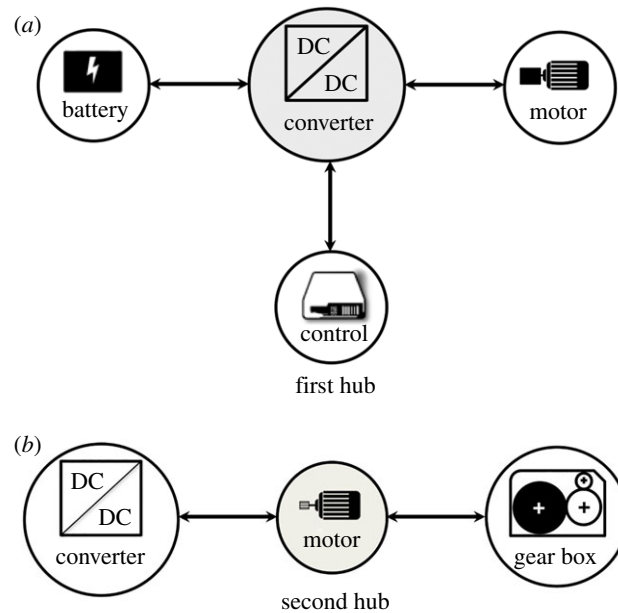 (a)
DC
DC
battery
converter
motor
control
first hub
(b)
DC
DC
converter
motor
gear box
second hub